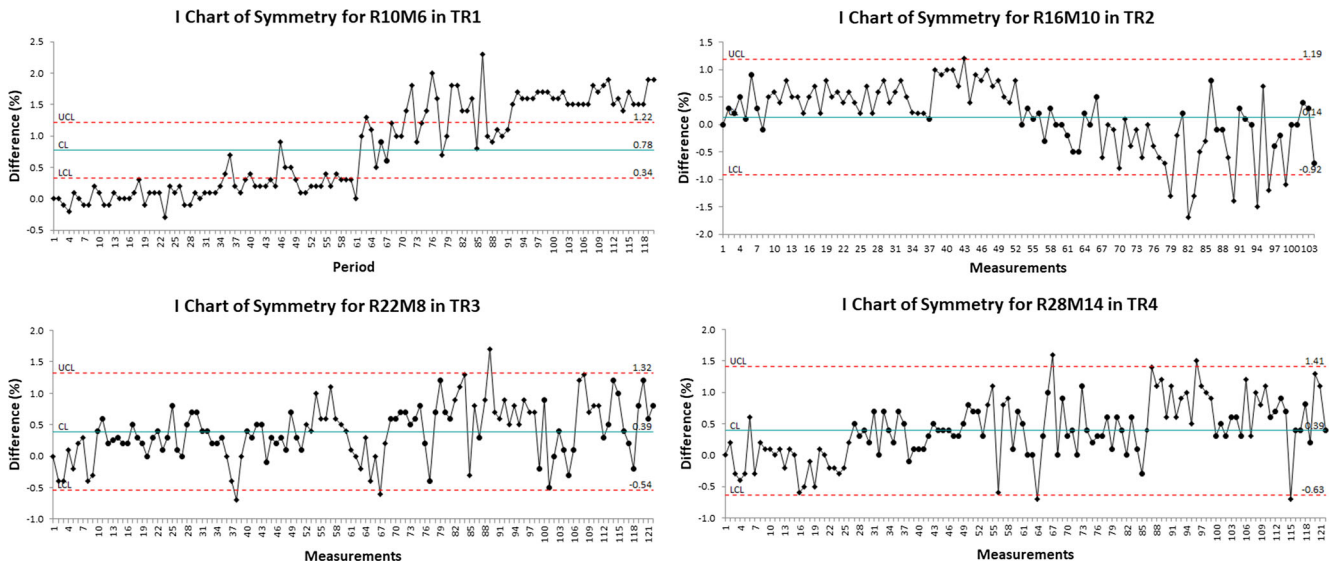 I Chart of Symmetry for R10M6 in TR1
Difference (%)
2.5
2.0
1.5
1.0
0.5
0.0
-0.5
UCL
1.22
CL
0.78
LCL
0.34
1 4 7 10 13 16 19 22 25 28 31 34 37 40 43 46 49 52 55 58 61 64 67 70 73 76 79 82 85 88 91 94 97 100 103 106 109 112 115 118
Period
I Chart of Symmetry for R16M10 in TR2
Difference (%)
1.5
1.0
0.5
0.0
-0.5
-1.0
-1.5
-2.0
UCL
1.19
0.14
LCL
-0.92
1 4 7 10 13 16 19 22 25 28 31 34 37 40 43 46 49 52 55 58 61 64 67 70 73 76 79 82 85 88 91 94 97 100 103
Measurements
I Chart of Symmetry for R22M8 in TR3
Difference (%)
2.0
1.5
1.0
0.5
0.0
-0.5
-1.0
UCL
1.32
CL
0.39
LCL
-0.54
1 4 7 10 13 16 19 22 25 28 31 34 37 40 43 46 49 52 55 58 61 64 67 70 73 76 79 82 85 88 91 94 97 100 103 106 109 112 115 118 121
Measurements
I Chart of Symmetry for R28M14 in TR4
Difference (%)
2.0
1.5
1.0
0.5
0.0
-0.5
-1.0
UCL
1.41
CL
0.39
LCL
-0.63
1 4 7 10 13 16 19 22 25 28 31 34 37 40 43 46 49 52 55 58 61 64 67 70 73 76 79 82 85 88 91 94 97 100 103 106 109 112 115 118 121
Measurements